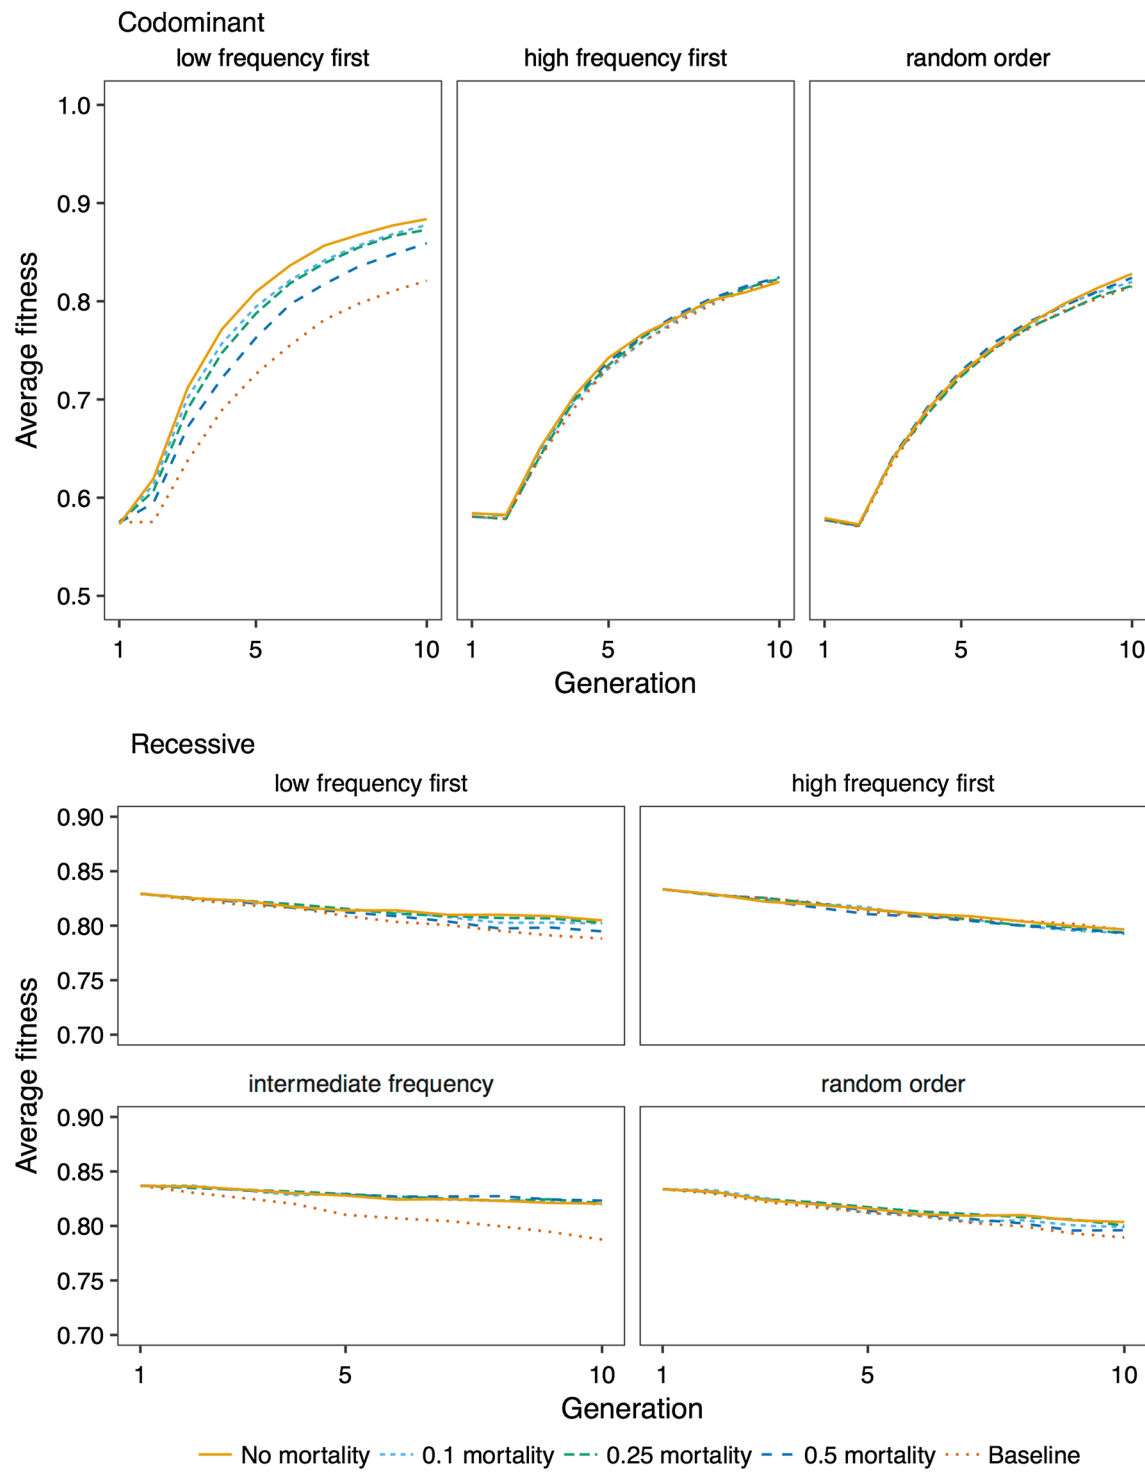 Codominant
low frequency first high frequency first random order
1.0
0.9
0.8
0.7
0.6
0.5
Average fitness
1 5 10 1 5 10 1 5 10
Generation
Recessive
low frequency first high frequency first
0.90
0.85
0.80
0.75
0.70
intermediate frequency random order
0.90
0.85
0.80
0.75
0.70
Average fitness
1 5 10 1 5 10
Generation
No mortality 0.1 mortality 0.25 mortality 0.5 mortality Baseline